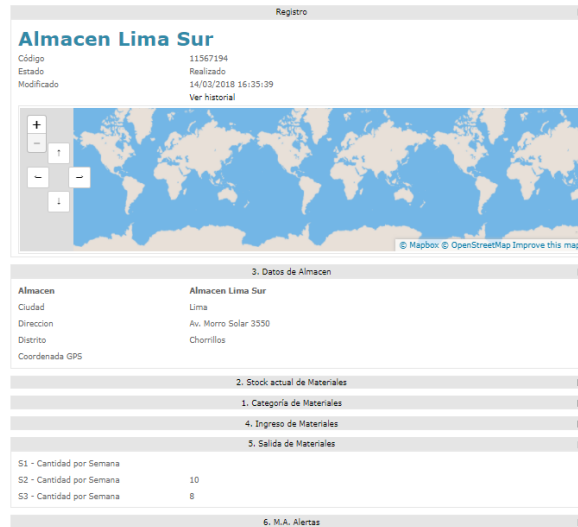 Registro
Almacen Lima Sur
Código 11567194
Estado Realizado
Modificado 14/03/2018 16:35:39
Ver historial
+
−
© Mapbox © OpenStreetMap Improve this map
3. Datos de Almacen
Almacen Almacen Lima Sur
Ciudad Lima
Direccion Av. Morro Solar 3550
Distrito Chorrillos
Coordenada GPS
2. Stock actual de Materiales
1. Categoría de Materiales
4. Ingreso de Materiales
5. Salida de Materiales
S1 - Cantidad por Semana
S2 - Cantidad por Semana 10
S3 - Cantidad por Semana 8
6. M.A. Alertas